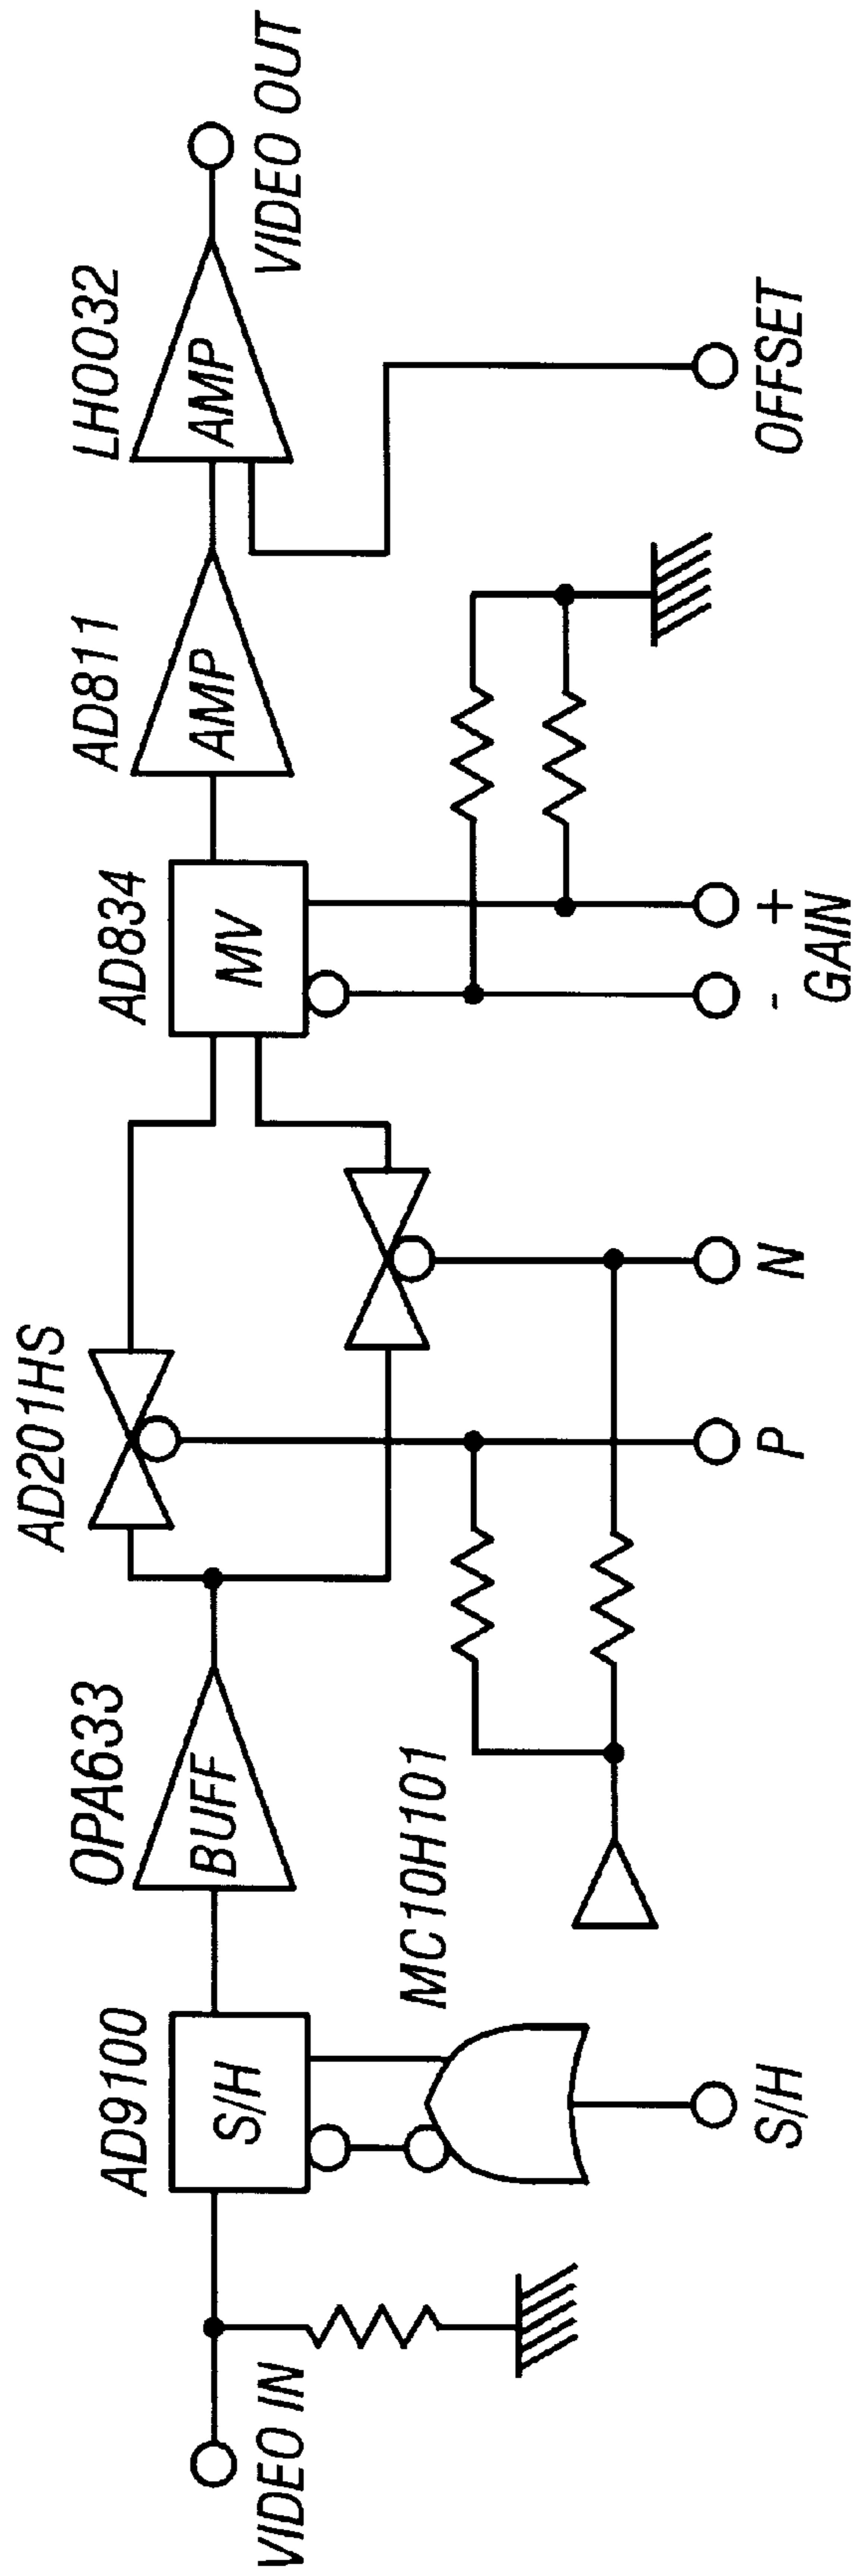 VIDEO IN
AD9100
S/H
S/H
MC10H101
OPA633
BUFF
AD201HS
P
N
AD834
MV
- +
GAIN
AD811
AMP
LH0032
AMP
OFFSET
VIDEO OUT